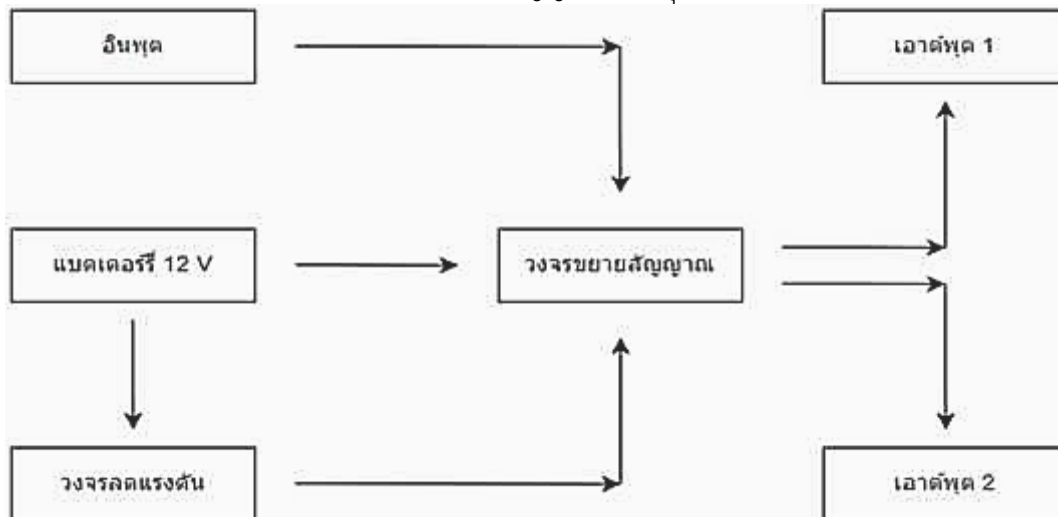 อินพุต
เอาต์พุต 1
แบตเตอร์รี่ 12 V
วงจรขยายสัญญาณ
วงจรลดแรงดัน
เอาต์พุต 2